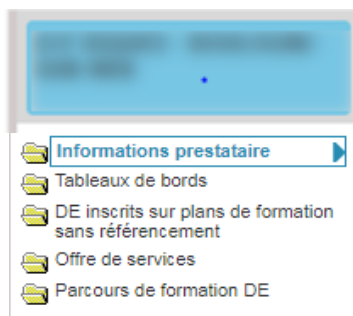 Informations prestataire
Tableaux de bords
DE inscrits sur plans de formation
sans référencement
Offre de services
Parcours de formation DE